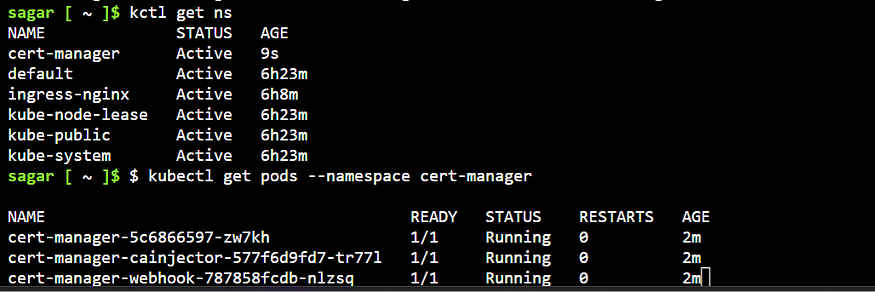 sagar [ ~ ]$ kctl get ns
NAME STATUS AGE
cert-manager Active 9s
default Active 6h23m
ingress-nginx Active 6h8m
kube-node-lease Active 6h23m
kube-public Active 6h23m
kube-system Active 6h23m
sagar [ ~ ]$ $ kubectl get pods --namespace cert-manager
NAME READY STATUS RESTARTS AGE
cert-manager-5c6866597-zw7kh 1/1 Running 0 2m
cert-manager-cainjector-577f6d9fd7-tr77l 1/1 Running 0 2m
cert-manager-webhook-787858fcdb-nlzsq 1/1 Running 0 2m